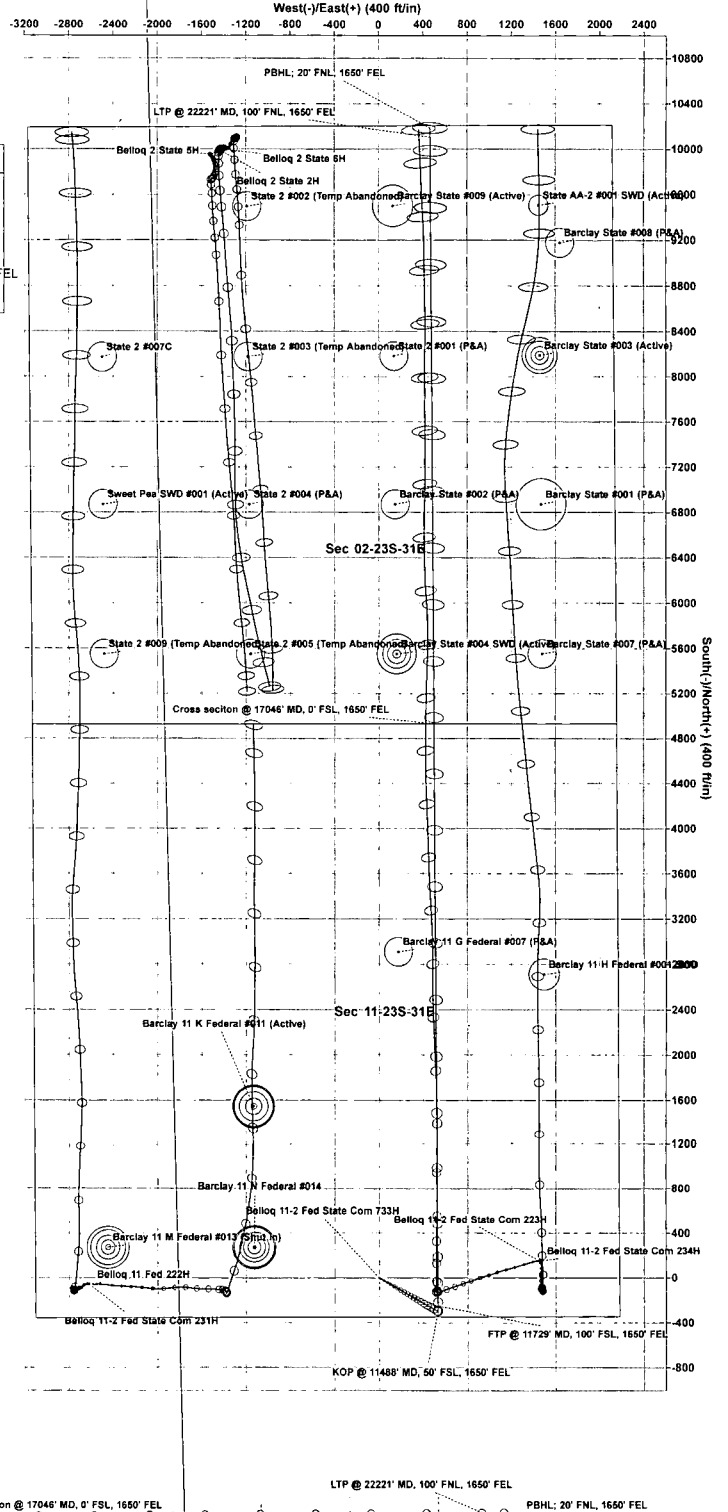 West(-)/East(+) (400 ft/in)
-3200 -2800 -2400 -2000 -1600 -1200 -800 -400 0 400 800 1200 1600 2000 2400
10800
PBHL; 20' FNL, 1650' FEL
10400
LTP @ 22221' MD, 100' FNL, 1650' FEL
Belloq 2 State 5H
10000
Belloq 2 State 6H
Belloq 2 State 2H
9600
State 2 #002 (Temp Abandoned)
Barclay State #009 (Active)
State AA-2 #001 SWD (Active)
Barclay State #008 (P&A)
9200
FEL
8800
8400
State 2 #007C
State 2 #003 (Temp Abandoned)
State 2 #001 (P&A)
Barclay State #003 (Active)
8000
7600
7200
Sweet Pea SWD #001 (Active)
State 2 #004 (P&A)
Barclay State #002 (P&A)
Barclay State #001 (P&A)
6800
Sec 02-23S-31E
6400
6000
State 2 #009 (Temp Abandoned)
State 2 #005 (Temp Abandoned)
Barclay State #004 SWD (Active)
Barclay State #007 (P&A)
5600
South(-)/North(+) (400 ft/in)
5200
Cross seciton @ 17046' MD, 0' FSL, 1650' FEL
4800
4400
4000
3600
3200
Barclay 11 G Federal #007 (P&A)
Barclay 11 H Federal
2800
2400
Sec 11-23S-31E
Barclay 11 K Federal #011 (Active)
2000
1600
1200
Barclay 11 N Federal #014
800
Belloq 11-2 Fed State Com 733H
Belloq 11-2 Fed State Com 223H
400
Barclay 11 M Federal #013 (Shut in)
Belloq 11-2 Fed State Com 234H
Belloq 11 Fed 222H
0
Belloq 11-2 Fed State Com 231H
-400
FTP @ 11729' MD, 100' FSL, 1650' FEL
KOP @ 11488' MD, 50' FSL, 1650' FEL
-800
LTP @ 22221' MD, 100' FNL, 1650' FEL
on @ 17046' MD, 0' FSL, 1650' FEL
PBHL; 20' FNL, 1650' FEL